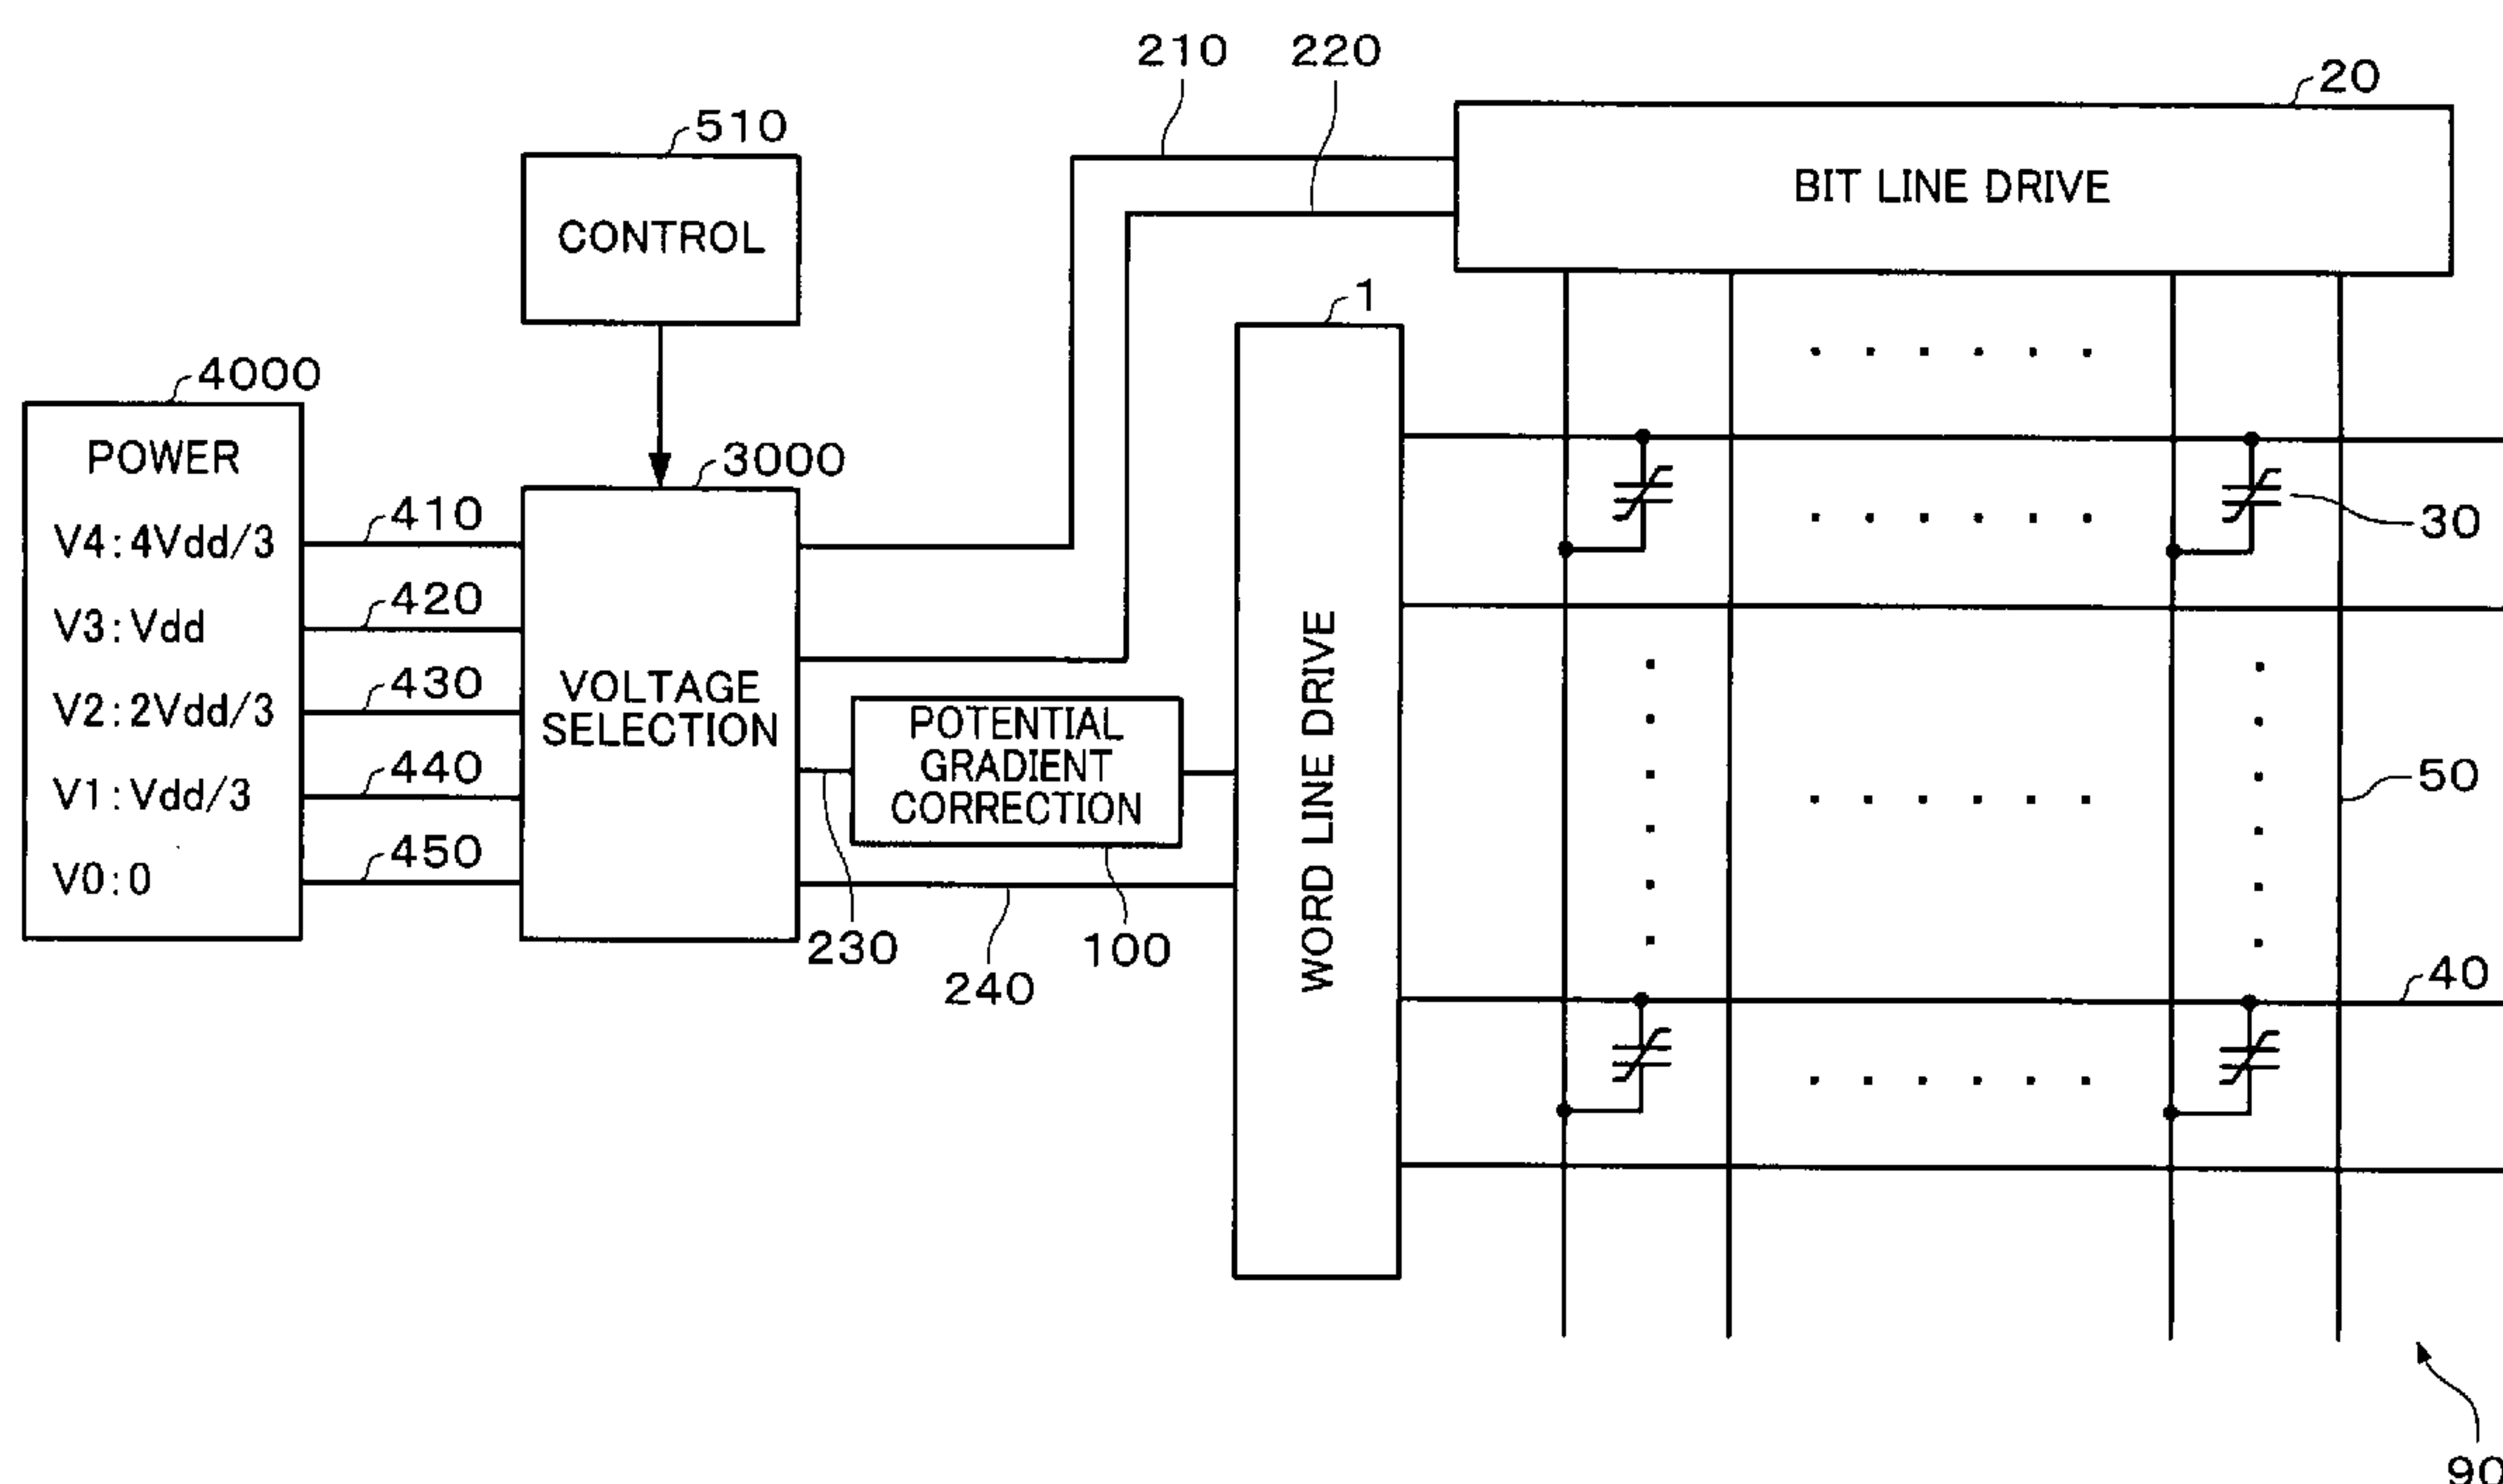 210
220
20
510
BIT LINE DRIVE
CONTROL
1
4000
POWER
3000
V4:4Vdd/3
410
30
V3:Vdd
420
V2:2Vdd/3
430
VOLTAGE
SELECTION
POTENTIAL
GRADIENT
CORRECTION
WORD LINE DRIVE
V1:Vdd/3
440
50
V0:0
450
230
100
240
40
90